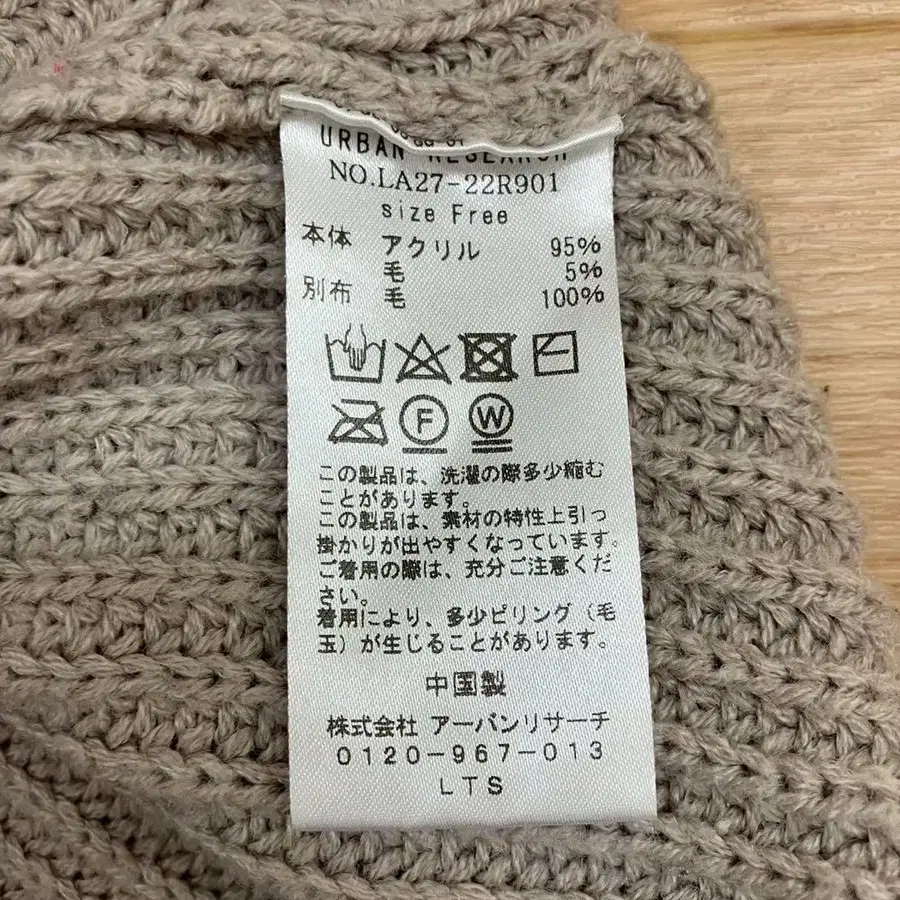 URBAN RESEARCH
NO.LA27-22R901
size Free
本体 アクリル 95%
毛 5%
別布 毛 100%
F W
この製品は、洗濯の際多少縮む
ことがあります。
この製品は、素材の特性上引っ
掛かりが出やすくなっています。
ご着用の際は、充分ご注意くだ
さい。
着用により、多少ピリング（毛
玉）が生じることがあります。
中国製
株式会社 アーバンリサーチ
0120-967-013
LTS